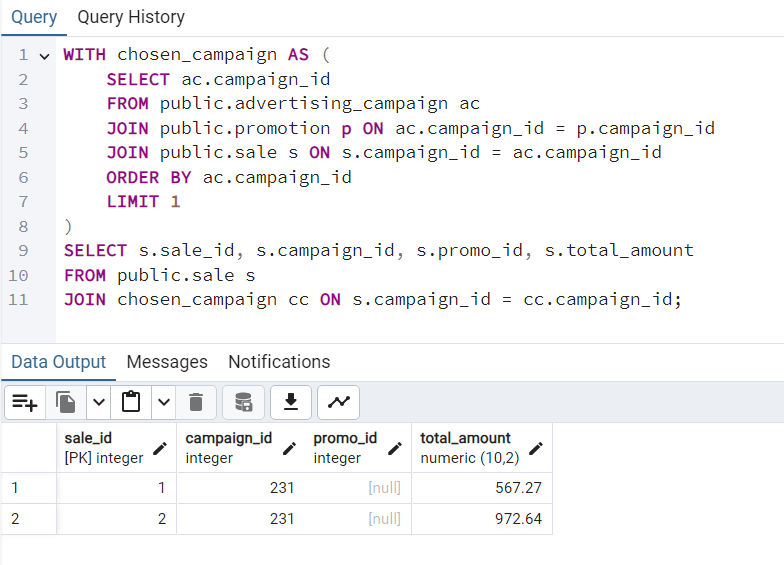 Query Query History
1 WITH chosen_campaign AS (
2 SELECT ac.campaign_id
3 FROM public.advertising_campaign ac
4 JOIN public.promotion p ON ac.campaign_id = p.campaign_id
5 JOIN public.sale s ON s.campaign_id = ac.campaign_id
6 ORDER BY ac.campaign_id
7 LIMIT 1
8 )
9 SELECT s.sale_id, s.campaign_id, s.promo_id, s.total_amount
10 FROM public.sale s
11 JOIN chosen_campaign cc ON s.campaign_id = cc.campaign_id;
Data Output Messages Notifications
sale_id campaign_id promo_id total_amount
[PK] integer integer integer numeric (10,2)
1 1 231 [null] 567.27
2 2 231 [null] 972.64